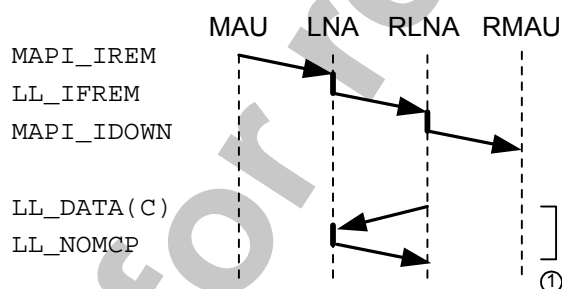 MAU LNA RLNA RMAU
MAPI_IREM
LL_IFREM
MAPI_IDOWN
LL_DATA(C)
LL_NOMCP
①